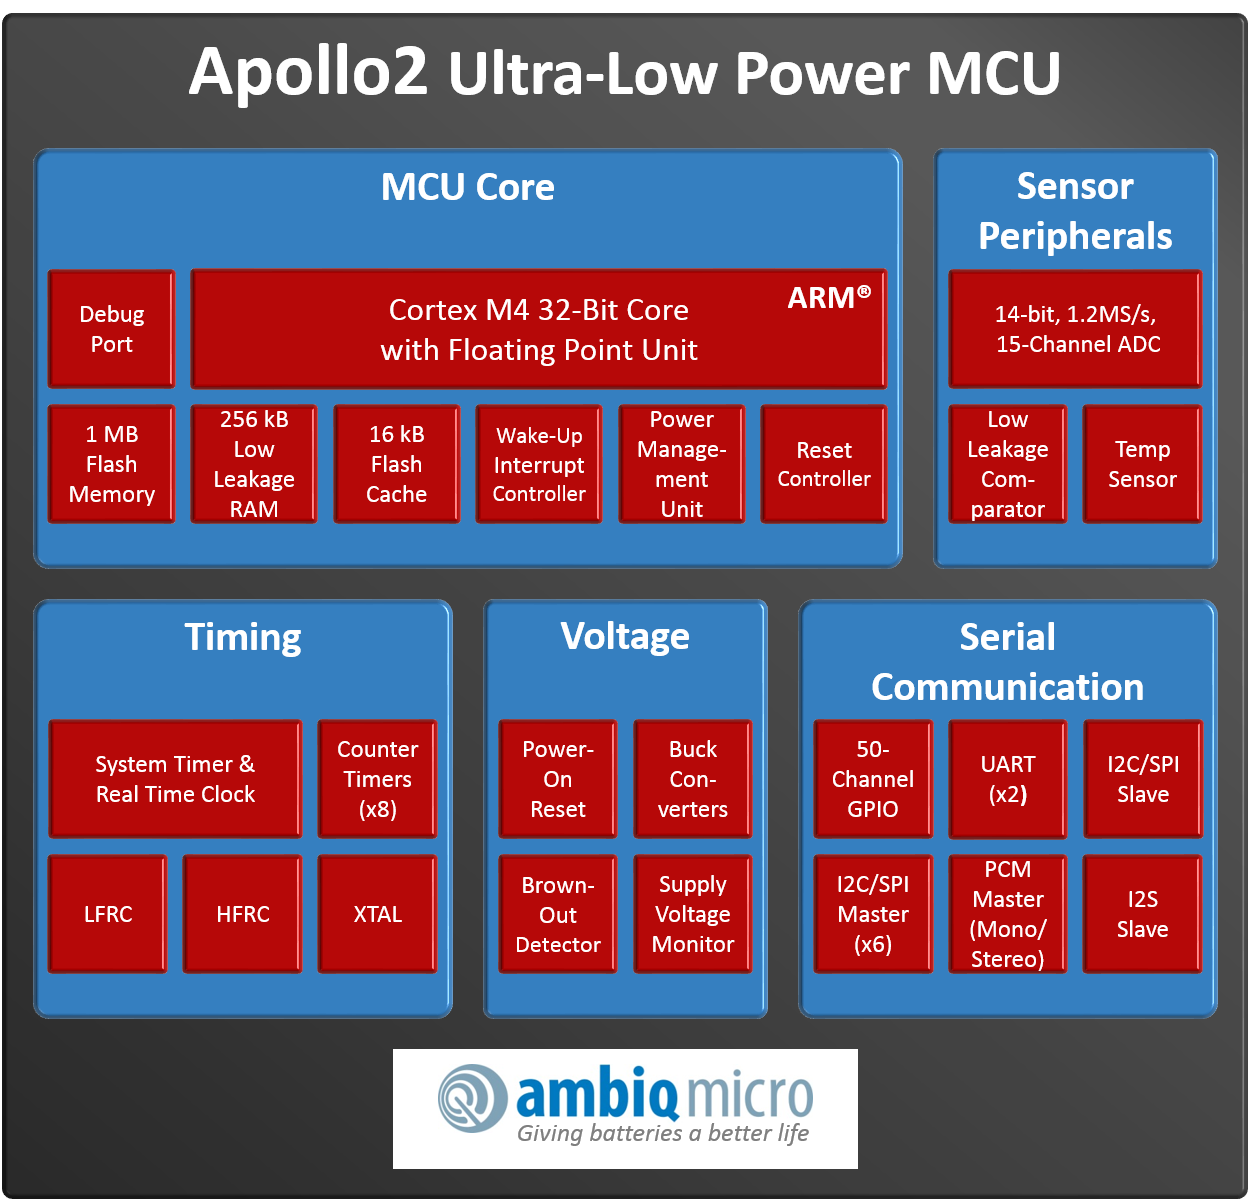 Apollo2 Ultra-Low Power MCU
MCU Core
Debug
Port
ARM®
Cortex M4 32-Bit Core
with Floating Point Unit
1 MB
Flash
Memory
256 kB
Low
Leakage
RAM
16 kB
Flash
Cache
Wake-Up
Interrupt
Controller
Power
Manage-
ment
Unit
Reset
Controller
Sensor
Peripherals
14-bit, 1.2MS/s,
15-Channel ADC
Low
Leakage
Com-
parator
Temp
Sensor
Timing
System Timer &
Real Time Clock
Counter
Timers
(x8)
LFRC
HFRC
XTAL
Voltage
Power-
On
Reset
Buck
Con-
verters
Brown-
Out
Detector
Supply
Voltage
Monitor
Serial
Communication
50-
Channel
GPIO
UART
(x2)
I2C/SPI
Slave
I2C/SPI
Master
(x6)
PCM
Master
(Mono/
Stereo)
I2S
Slave
ambiq micro
Giving batteries a better life